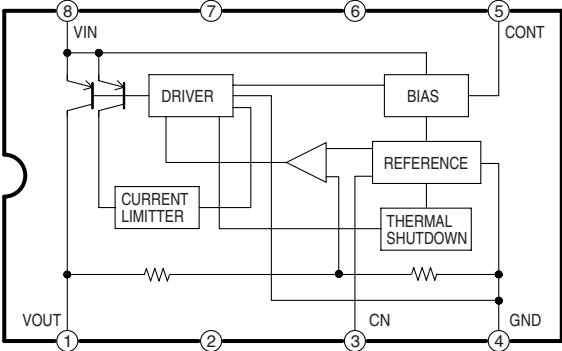 8 7 6 5
VIN CONT
DRIVER BIAS
REFERENCE
CURRENT
LIMITTER
THERMAL
SHUTDOWN
VOUT CN GND
1 2 3 4